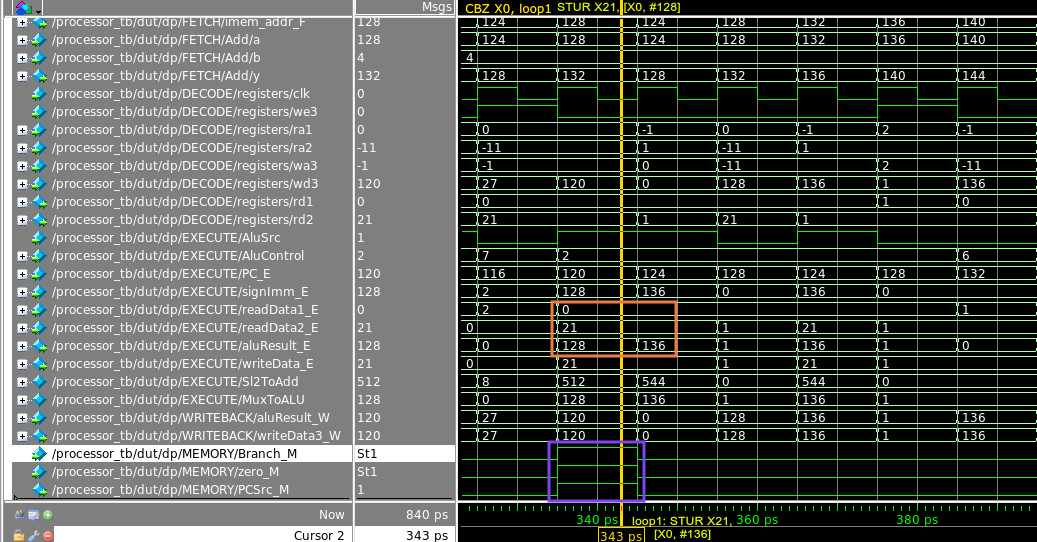 Msgs CBZ X0, loop1 STUR X21, [X0, #128]
/processor_tb/dut/dp/FETCH/imem_addr_F 128 124 128 124 128 132 136 140
/processor_tb/dut/dp/FETCH/Add/a 128 124 128 124 128 132 136 140
/processor_tb/dut/dp/FETCH/Add/b 4 4
/processor_tb/dut/dp/FETCH/Add/y 132 128 132 128 132 136 140 144
/processor_tb/dut/dp/DECODE/registers/clk 0
/processor_tb/dut/dp/DECODE/registers/we3 0
/processor_tb/dut/dp/DECODE/registers/ra1 0 0 -1 0 -1 2 -1
/processor_tb/dut/dp/DECODE/registers/ra2 -11 -11 1 -11 1
/processor_tb/dut/dp/DECODE/registers/wa3 -1 -1 0 -11 2 -11
/processor_tb/dut/dp/DECODE/registers/wd3 120 27 120 0 128 136 1 136
/processor_tb/dut/dp/DECODE/registers/rd1 0 0 1 0
/processor_tb/dut/dp/DECODE/registers/rd2 21 21 1 21 1
/processor_tb/dut/dp/EXECUTE/AluSrc 1
/processor_tb/dut/dp/EXECUTE/AluControl 2 7 2 6
/processor_tb/dut/dp/EXECUTE/PC_E 120 116 120 124 128 124 128 132
/processor_tb/dut/dp/EXECUTE/signImm_E 128 2 128 136 0 136 0
/processor_tb/dut/dp/EXECUTE/readData1_E 0 2 0 1
/processor_tb/dut/dp/EXECUTE/readData2_E 21 0 21 1 21 1
/processor_tb/dut/dp/EXECUTE/aluResult_E 128 0 128 136 1 136 1 0
/processor_tb/dut/dp/EXECUTE/writeData_E 21 0 21 1 21 1
/processor_tb/dut/dp/EXECUTE/Sl2ToAdd 512 8 512 544 0 544 0
/processor_tb/dut/dp/EXECUTE/MuxToALU 128 0 128 136 1 136 1
/processor_tb/dut/dp/WRITEBACK/aluResult_W 120 27 120 0 128 136 1 136
/processor_tb/dut/dp/WRITEBACK/writeData3_W 120 27 120 0 128 136 1 136
/processor_tb/dut/dp/MEMORY/Branch_M St1
/processor_tb/dut/dp/MEMORY/zero_M St1
/processor_tb/dut/dp/MEMORY/PCSrc_M 1
Now 840 ps 340 ps loop1: STUR X21, 360 ps 380 ps
Cursor 2 343 ps 343 ps [X0, #136]